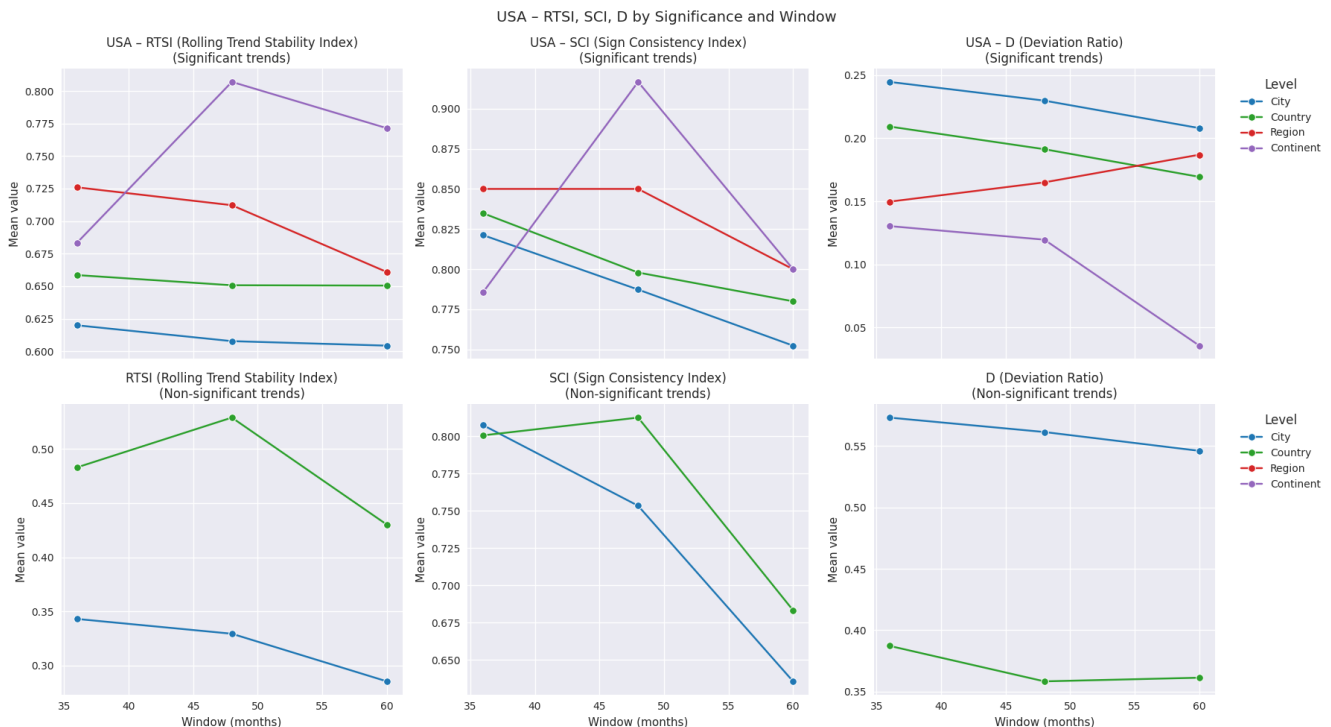 USA – RTSI, SCI, D by Significance and Window
USA – RTSI (Rolling Trend Stability Index)
(Significant trends)
Mean value
0.800
0.775
0.750
0.725
0.700
0.675
0.650
0.625
0.600
USA – SCI (Sign Consistency Index)
(Significant trends)
Mean value
0.900
0.875
0.850
0.825
0.800
0.775
0.750
USA – D (Deviation Ratio)
(Significant trends)
Mean value
0.25
0.20
0.15
0.10
0.05
Level
City
Country
Region
Continent
RTSI (Rolling Trend Stability Index)
(Non-significant trends)
Mean value
0.50
0.45
0.40
0.35
0.30
35 40 45 50 55 60
Window (months)
SCI (Sign Consistency Index)
(Non-significant trends)
Mean value
0.800
0.775
0.750
0.725
0.700
0.675
0.650
35 40 45 50 55 60
Window (months)
D (Deviation Ratio)
(Non-significant trends)
Mean value
0.55
0.50
0.45
0.40
0.35
35 40 45 50 55 60
Window (months)
Level
City
Country
Region
Continent